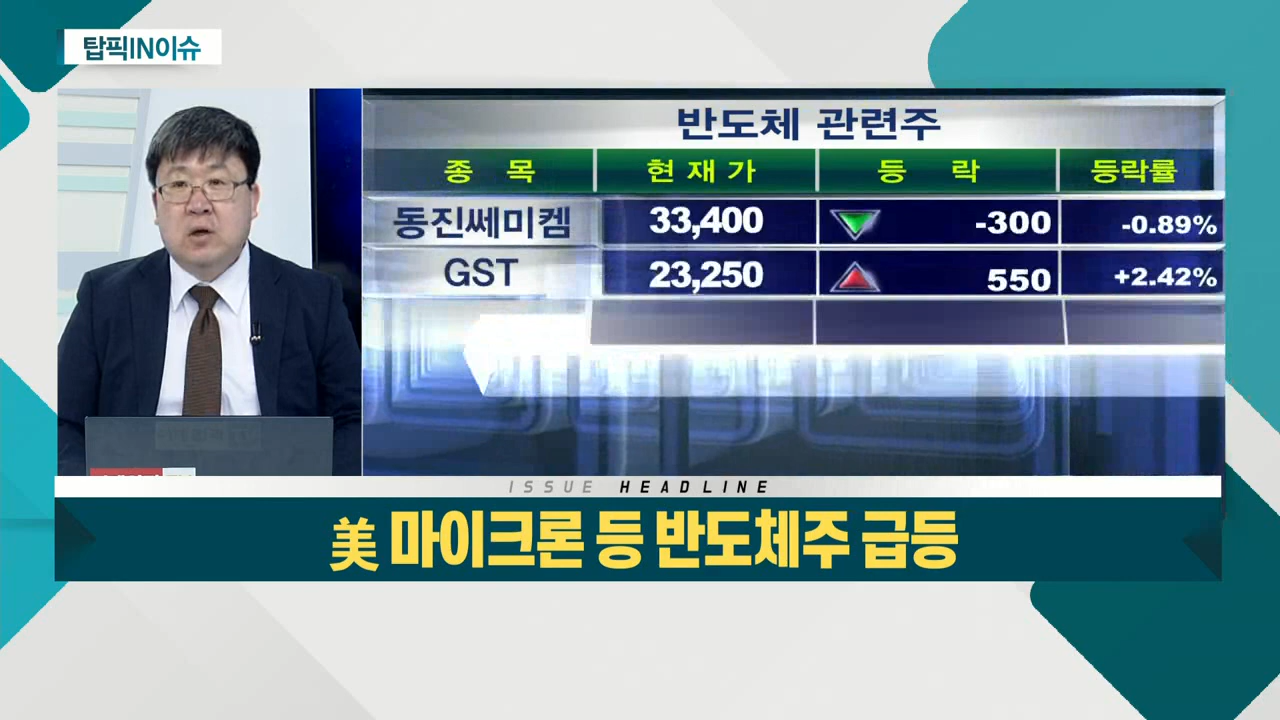 탑픽IN이슈
반도체 관련주
종 목 현 재 가 등 락 등락률
동진쎄미켐 33,400 -300 -0.89%
GST 23,250 550 +2.42%
ISSUE HEADLINE
美 마이크론 등 반도체주 급등